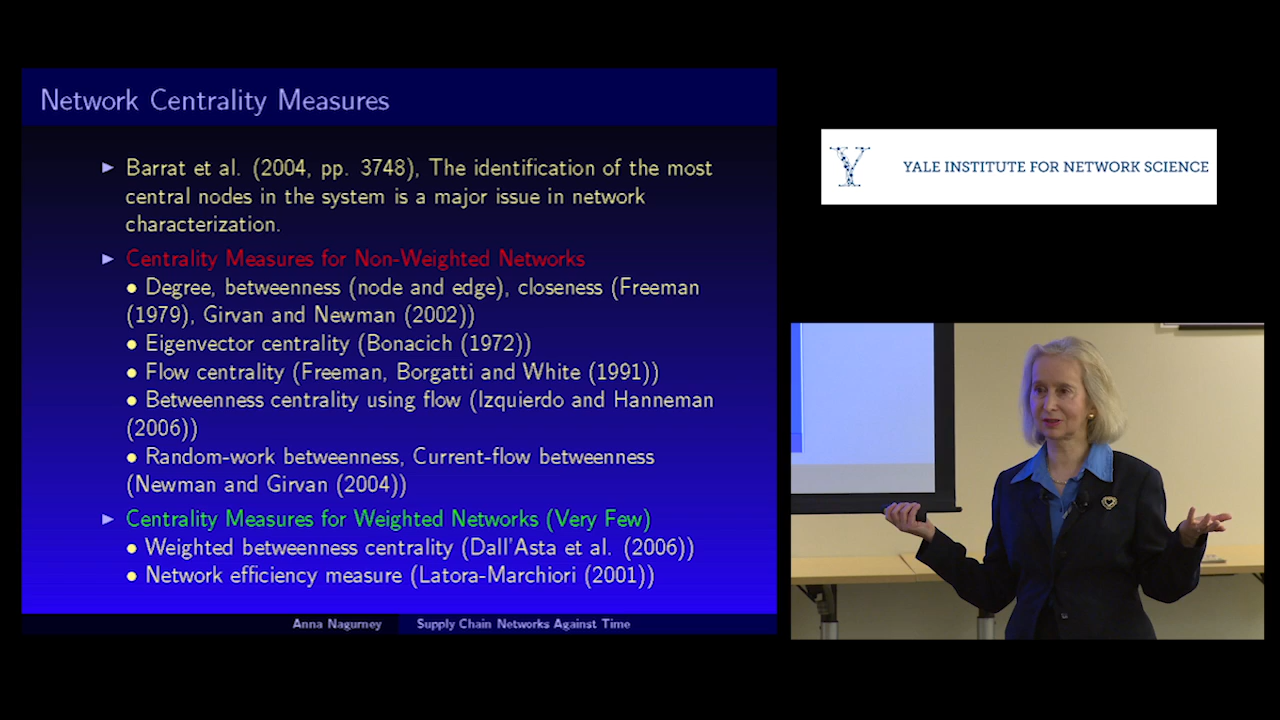 Network Centrality Measures
Barrat et al. (2004, pp. 3748), The identification of the most
central nodes in the system is a major issue in network
characterization.
Centrality Measures for Non-Weighted Networks
• Degree, betweenness (node and edge), closeness (Freeman
(1979), Girvan and Newman (2002))
• Eigenvector centrality (Bonacich (1972))
• Flow centrality (Freeman, Borgatti and White (1991))
• Betweenness centrality using flow (Izquierdo and Hanneman
(2006))
• Random-work betweenness, Current-flow betweenness
(Newman and Girvan (2004))
Centrality Measures for Weighted Networks (Very Few)
• Weighted betweenness centrality (Dall'Asta et al. (2006))
• Network efficiency measure (Latora-Marchiori (2001))
Anna Nagurney Supply Chain Networks Against Time
Y YALE INSTITUTE FOR NETWORK SCIENCE